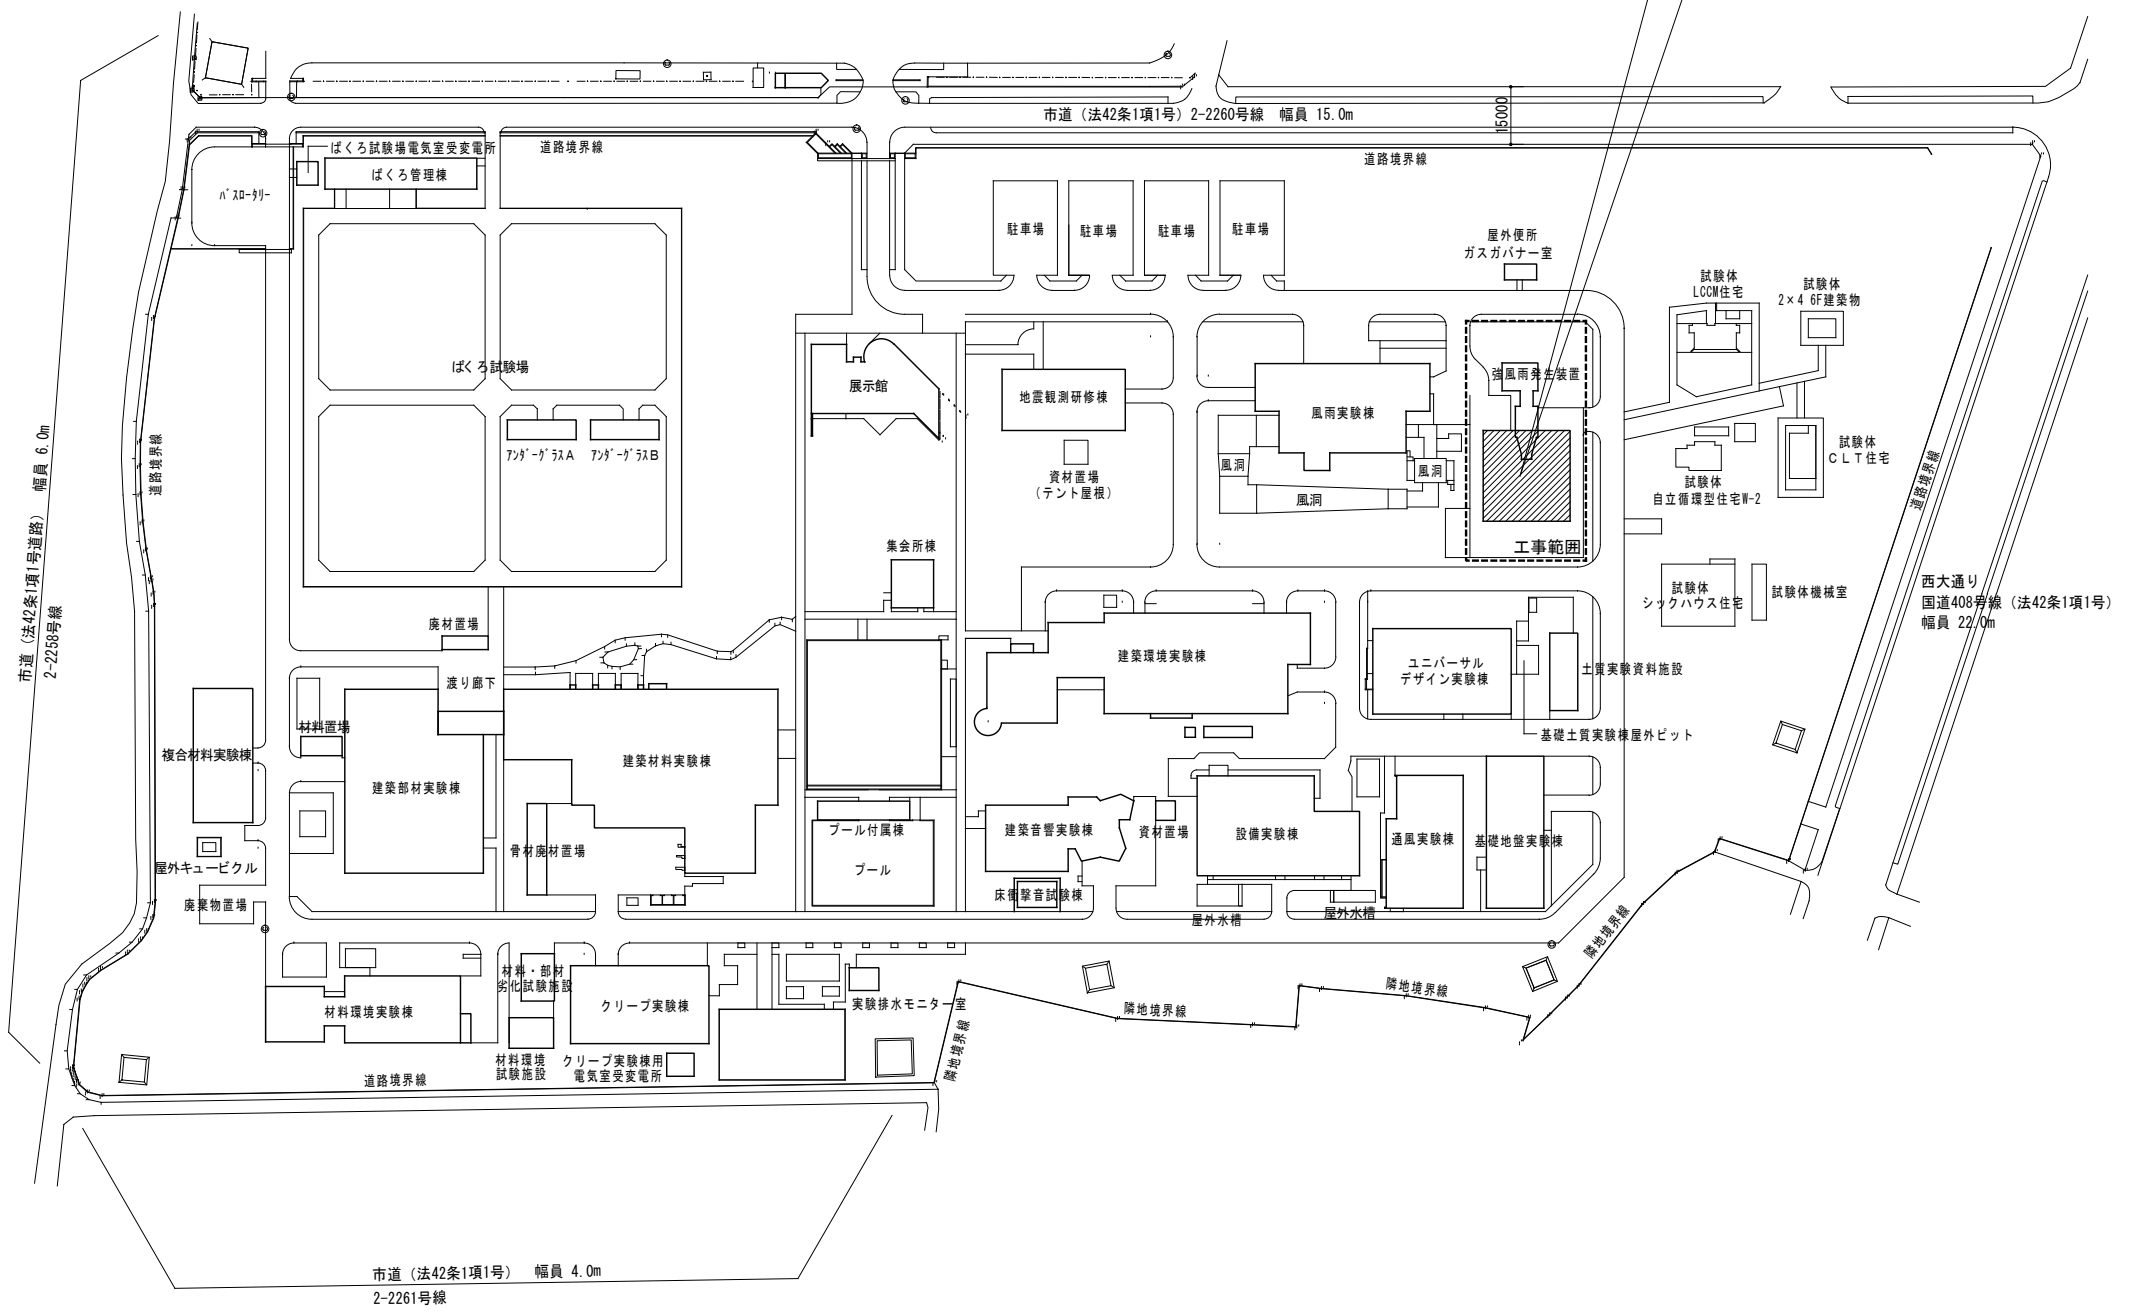 市道（法42条1項1号）2-2260号線　幅員 15.0m
15000
道路境界線
道路境界線
ばくろ試験場電気室受変電所
ばくろ管理棟
ﾊﾞｽﾛｰﾀﾘｰ
駐車場
駐車場
駐車場
駐車場
屋外便所
ガスガバナー室
試験体
LCCM住宅
試験体
2×4 6F建築物
ばくろ試験場
展示館
地震観測研修棟
風雨実験棟
強風雨発生装置
市道（法42条1項1号道路）　幅員 6.0m
2-2258号線
道路境界線
ｱﾝﾀﾞｰｸﾞﾗｽA
ｱﾝﾀﾞｰｸﾞﾗｽB
資材置場
（テント屋根）
風洞
風洞
風洞
試験体
ＣＬＴ住宅
試験体
自立循環型住宅W-2
道路境界線
工事範囲
集会所棟
西大通り
国道408号線（法42条1項1号）
幅員 22.0m
試験体
シックハウス住宅
試験体機械室
廃材置場
渡り廊下
建築環境実験棟
ユニバーサル
デザイン実験棟
土質実験資料施設
基礎土質実験棟屋外ピット
材料置場
複合材料実験棟
建築部材実験棟
建築材料実験棟
骨材廃材置場
プール付属棟
プール
建築音響実験棟
資材置場
設備実験棟
通風実験棟
基礎地盤実験棟
屋外キュービクル
廃棄物置場
床衝撃音試験棟
屋外水槽
屋外水槽
隣地境界線
材料・部材
劣化試験施設
クリープ実験棟
実験排水モニター室
材料環境実験棟
隣地境界線
隣地境界線
隣地境界線
材料環境
試験施設
クリープ実験棟用
電気室受変電所
道路境界線
市道（法42条1項1号）　幅員 4.0m
2-2261号線